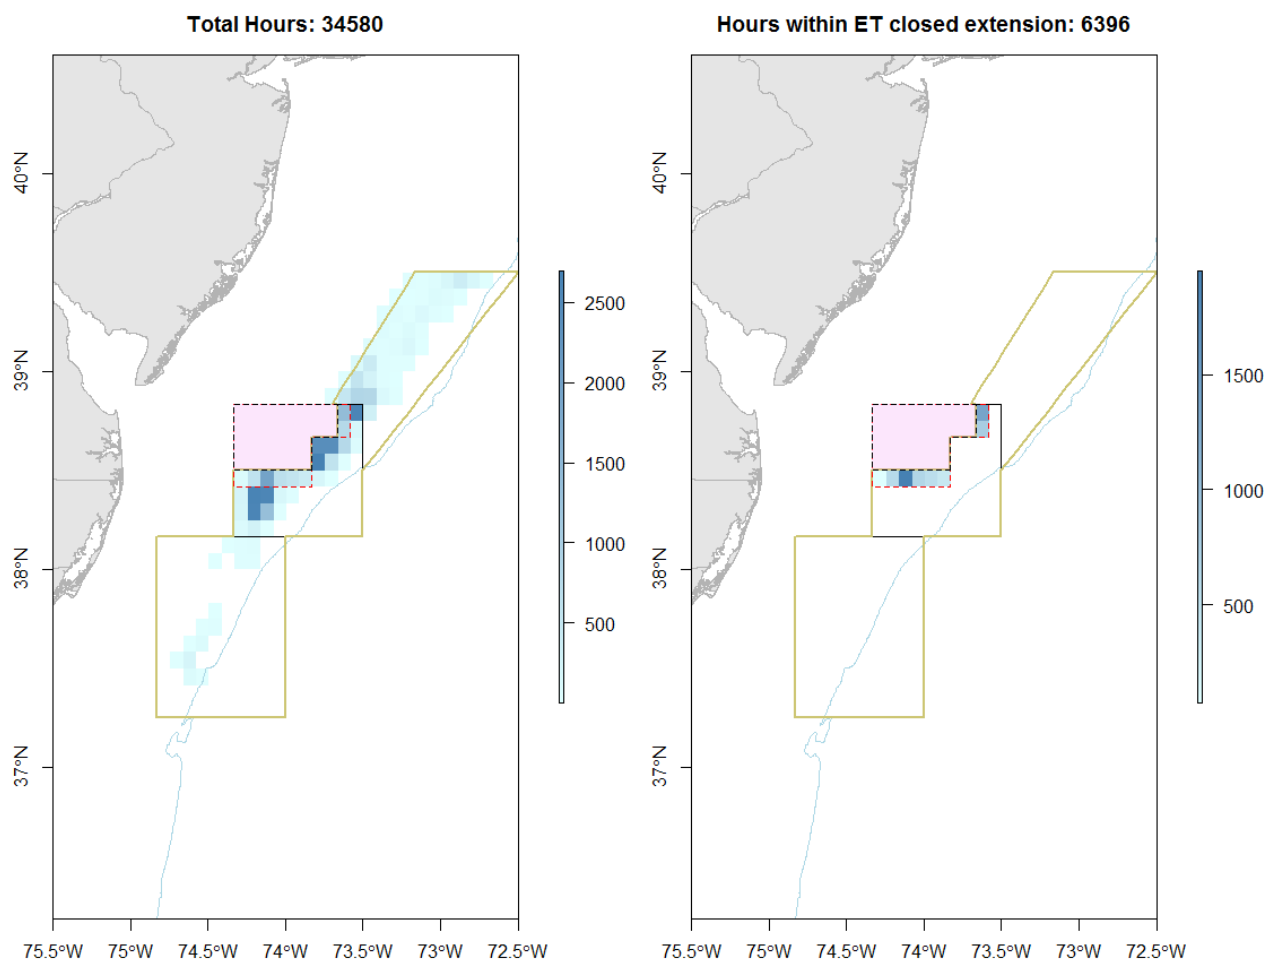 Total Hours: 34580
40°N
39°N
38°N
37°N
75.5°W 75°W 74.5°W 74°W 73.5°W 73°W 72.5°W
2500
2000
1500
1000
500
Hours within ET closed extension: 6396
40°N
39°N
38°N
37°N
75.5°W 75°W 74.5°W 74°W 73.5°W 73°W 72.5°W
1500
1000
500